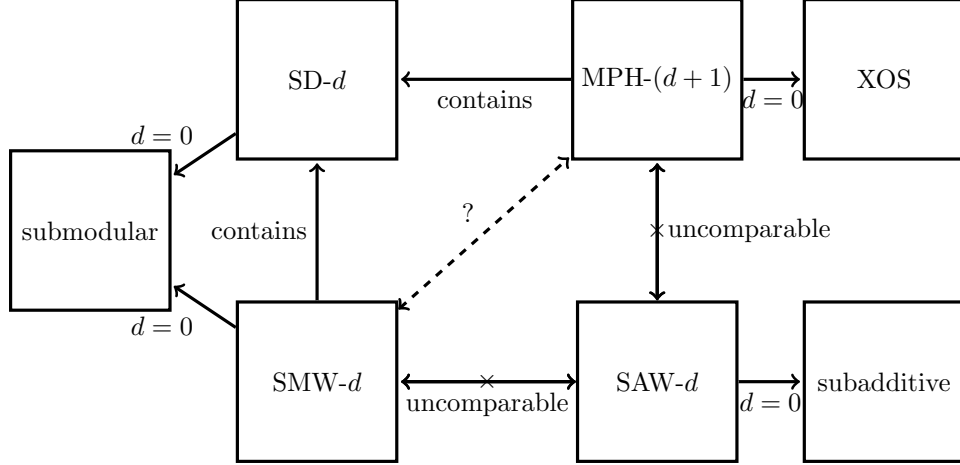 SD-d
MPH-(d + 1)
XOS
contains
d = 0
d = 0
submodular
contains
?
uncomparable
d = 0
SMW-d
SAW-d
subadditive
uncomparable
d = 0